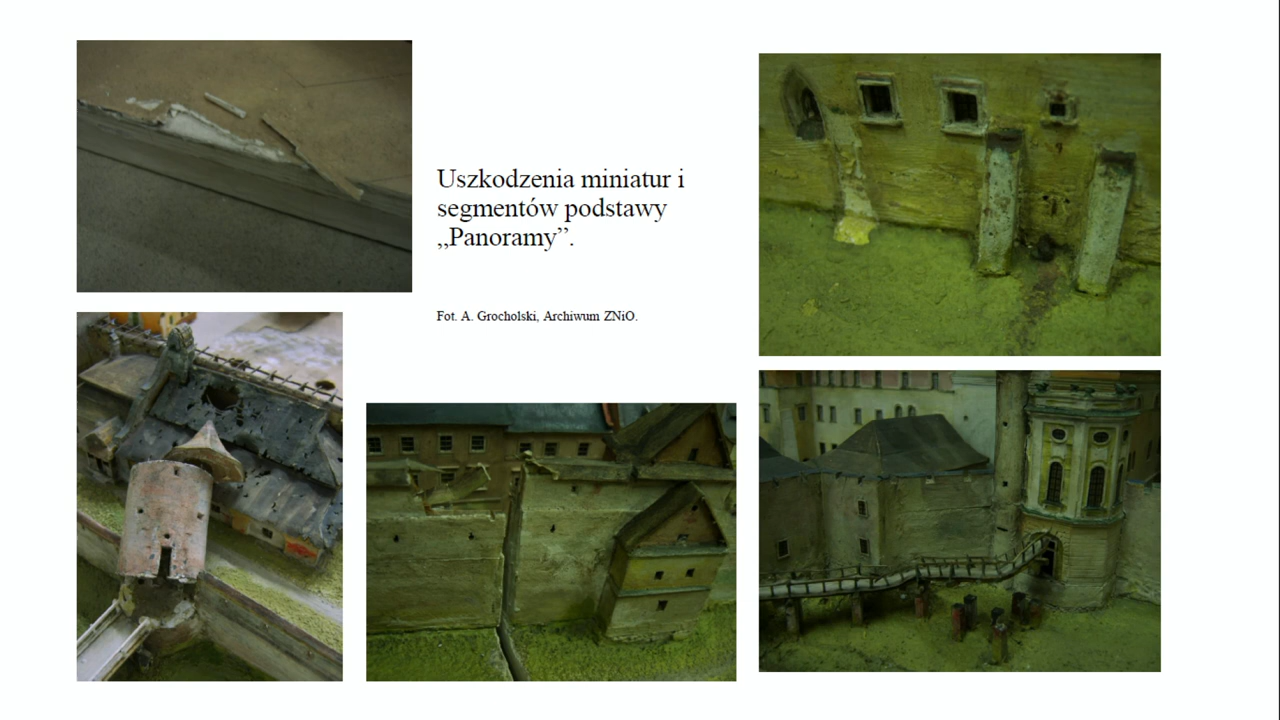 Uszkodzenia miniatur i
segmentów podstawy
„Panoramy”.
Fot. A. Grocholski, Archiwum ZNiO.